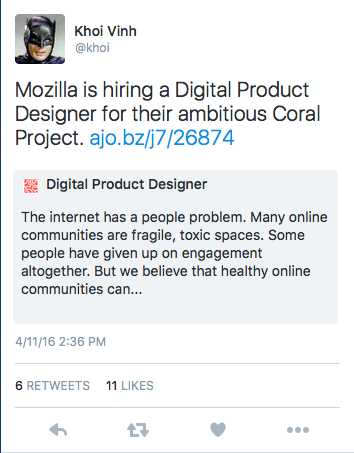 Khoi Vinh
@khoi
Mozilla is hiring a Digital Product
Designer for their ambitious Coral
Project. ajo.bz/j7/26874
Digital Product Designer
The internet has a people problem. Many online
communities are fragile, toxic spaces. Some
people have given up on engagement
altogether. But we believe that healthy online
communities can...
4/11/16 2:36 PM
6 RETWEETS 11 LIKES